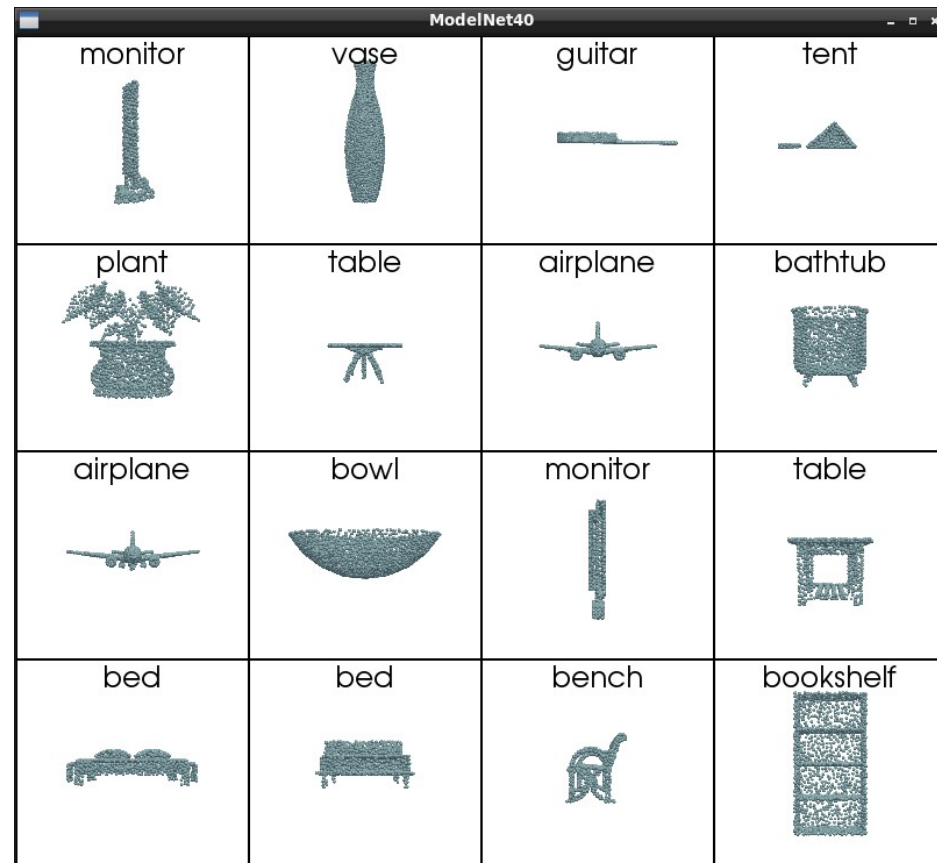 ModelNet40
monitor
vase
guitar
tent
plant
table
airplane
bathtub
airplane
bowl
monitor
table
bed
bed
bench
bookshelf